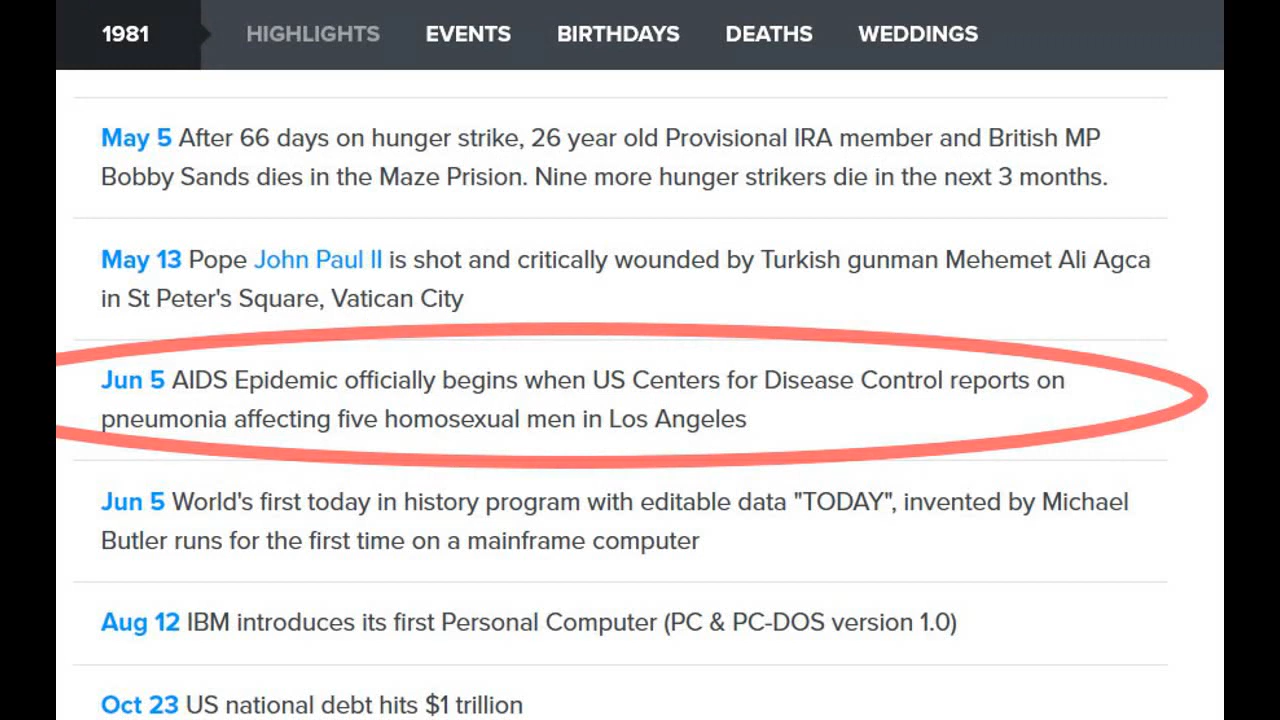 1981 HIGHLIGHTS EVENTS BIRTHDAYS DEATHS WEDDINGS
May 5 After 66 days on hunger strike, 26 year old Provisional IRA member and British MP
Bobby Sands dies in the Maze Prision. Nine more hunger strikers die in the next 3 months.
May 13 Pope John Paul II is shot and critically wounded by Turkish gunman Mehemet Ali Agca
in St Peter's Square, Vatican City
Jun 5 AIDS Epidemic officially begins when US Centers for Disease Control reports on
pneumonia affecting five homosexual men in Los Angeles
Jun 5 World's first today in history program with editable data "TODAY", invented by Michael
Butler runs for the first time on a mainframe computer
Aug 12 IBM introduces its first Personal Computer (PC & PC-DOS version 1.0)
Oct 23 US national debt hits $1 trillion